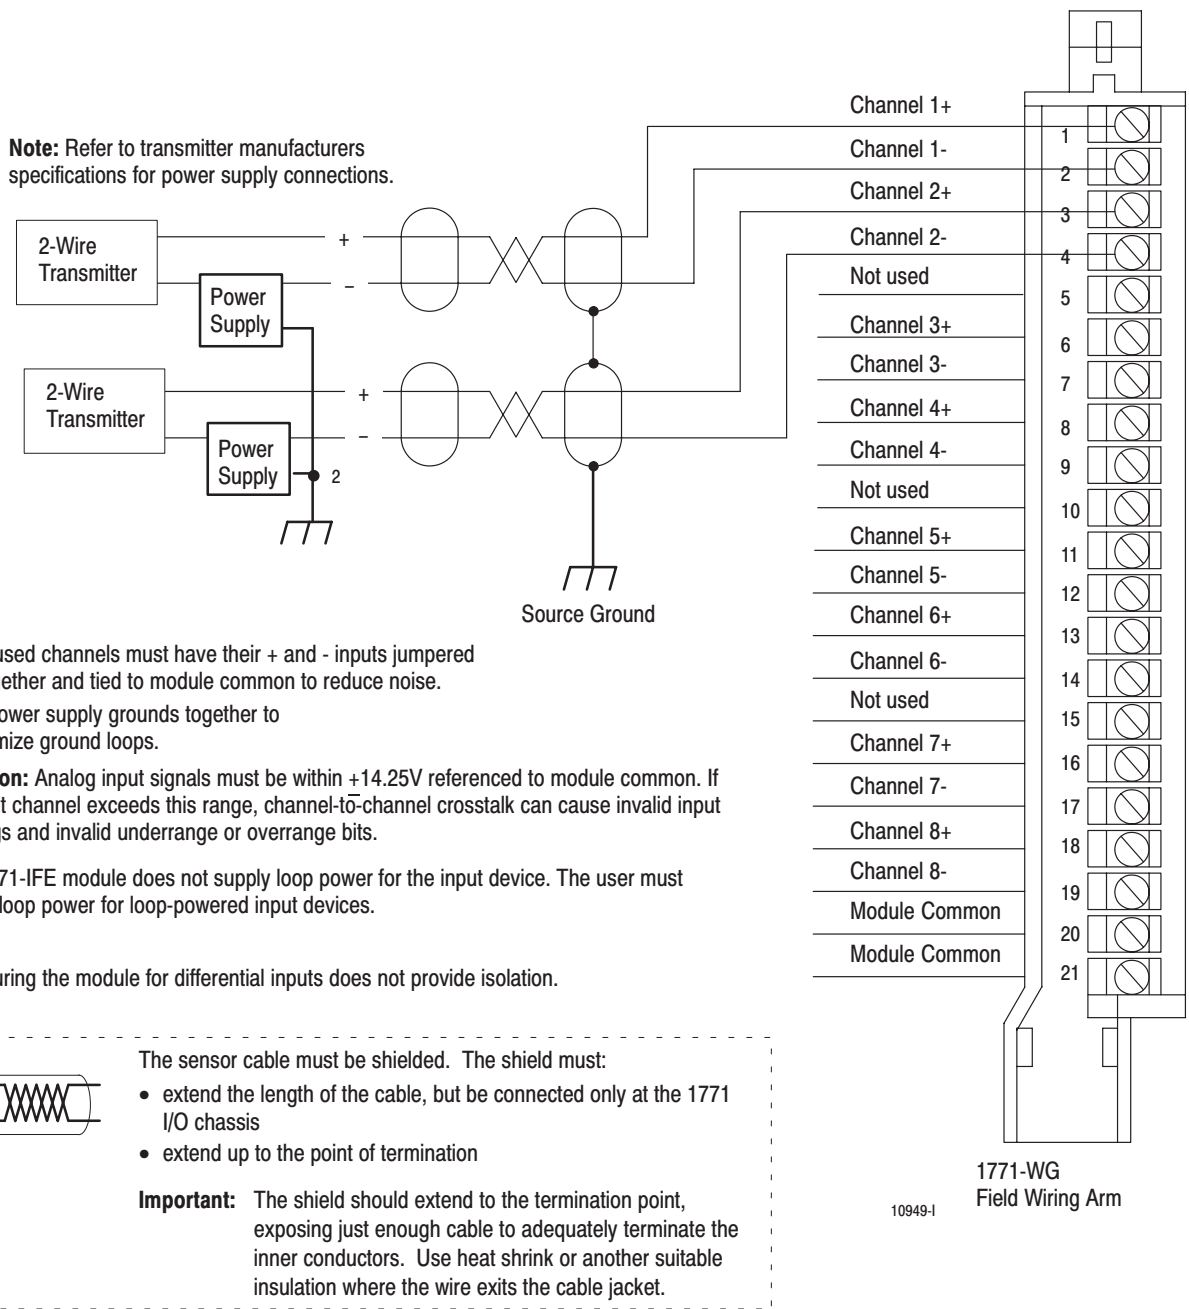 Note: Refer to transmitter manufacturers
specifications for power supply connections.
2-Wire
Transmitter
Power
Supply
+
–
2-Wire
Transmitter
Power
Supply
+
–
2
Source Ground
Channel 1+
1
Channel 1-
2
Channel 2+
3
Channel 2-
4
Not used
5
Channel 3+
6
Channel 3-
7
Channel 4+
8
Channel 4-
9
Not used
10
Channel 5+
11
Channel 5-
12
Channel 6+
13
Channel 6-
14
Not used
15
Channel 7+
16
Channel 7-
17
Channel 8+
18
Channel 8-
19
Module Common
20
Module Common
21
used channels must have their + and - inputs jumpered
ether and tied to module common to reduce noise.
ower supply grounds together to
mize ground loops.
on: Analog input signals must be within +14.25V referenced to module common. If
t channel exceeds this range, channel-to-channel crosstalk can cause invalid input
gs and invalid underrange or overrange bits.
71-IFE module does not supply loop power for the input device. The user must
loop power for loop-powered input devices.
uring the module for differential inputs does not provide isolation.
The sensor cable must be shielded. The shield must:
• extend the length of the cable, but be connected only at the 1771
I/O chassis
• extend up to the point of termination
Important: The shield should extend to the termination point,
exposing just enough cable to adequately terminate the
inner conductors. Use heat shrink or another suitable
insulation where the wire exits the cable jacket.
1771-WG
Field Wiring Arm
10949-I